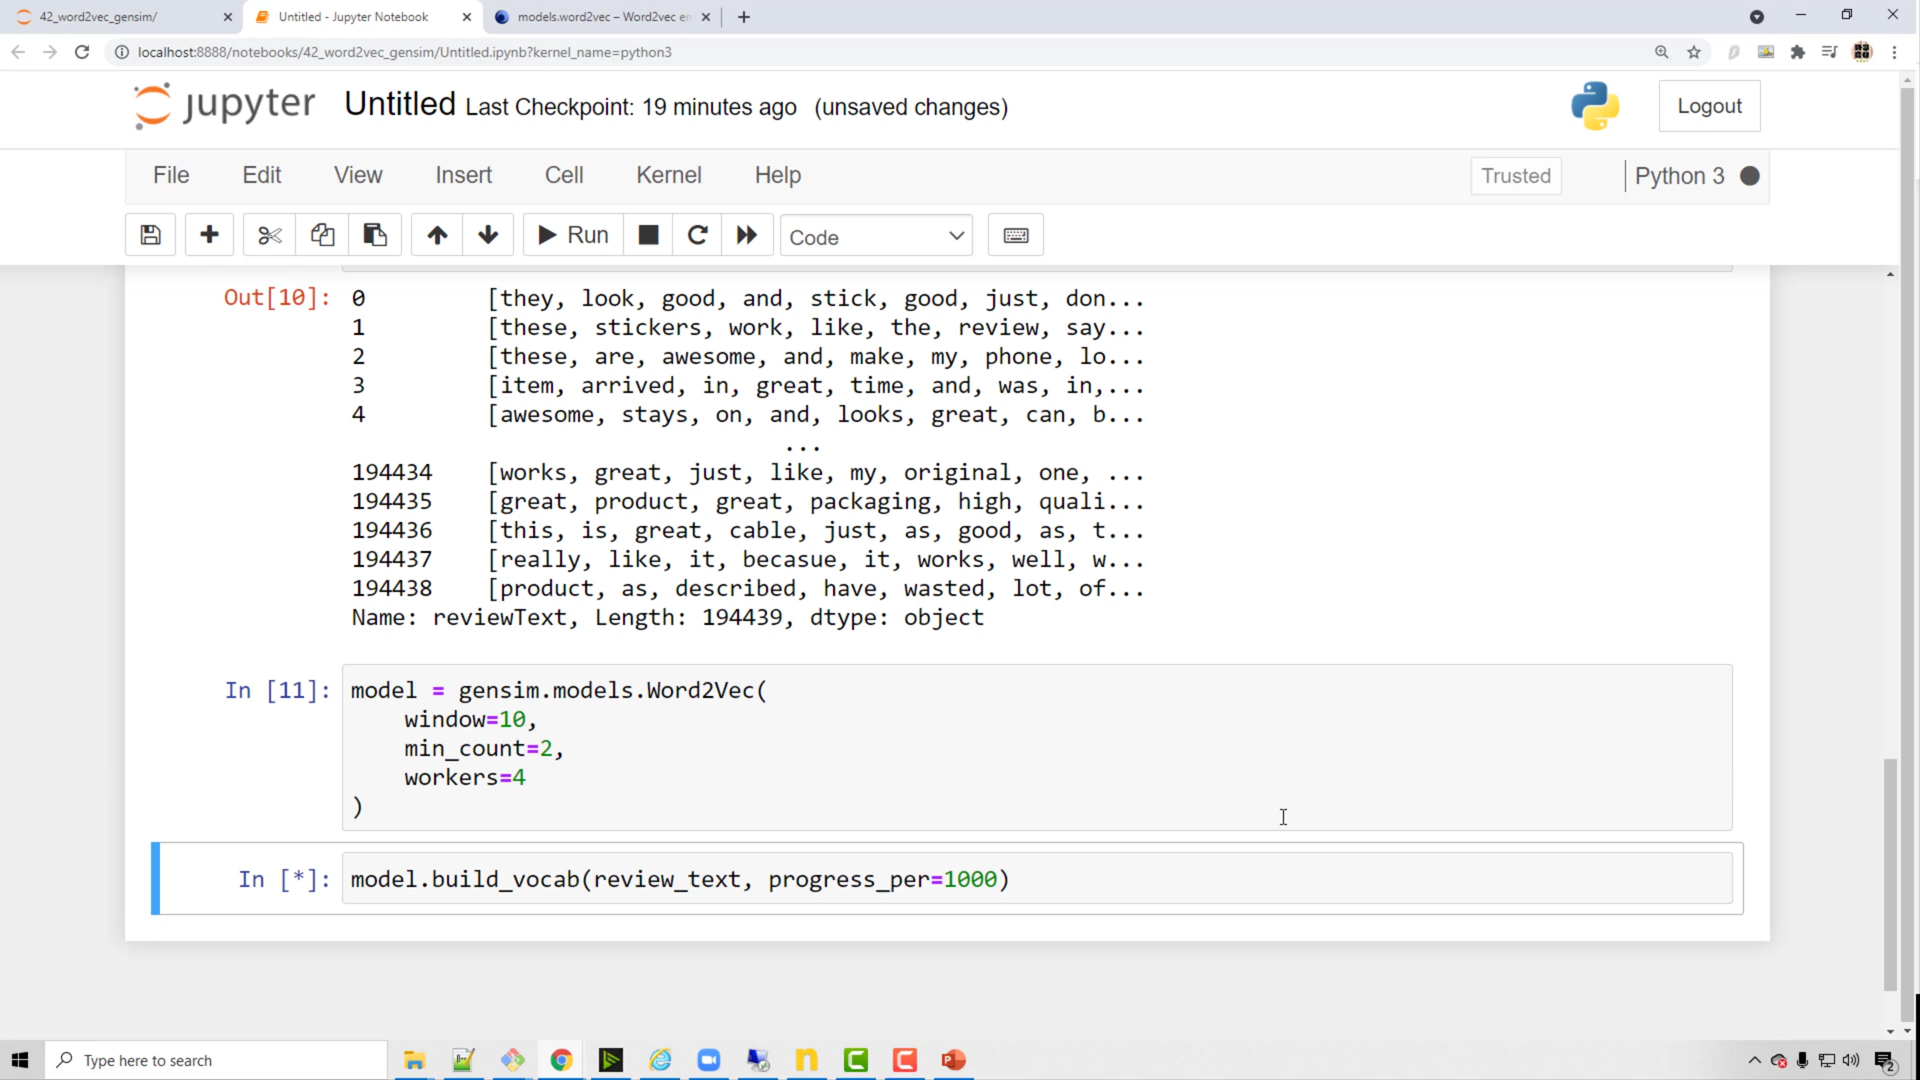 42_word2vec_gensim/
Untitled - Jupyter Notebook
models.word2vec – Word2vec en
localhost:8888/notebooks/42_word2vec_gensim/Untitled.ipynb?kernel_name=python3
jupyter
Untitled Last Checkpoint: 19 minutes ago (unsaved changes)
Logout
File Edit View Insert Cell Kernel Help
Trusted
Python 3
Run
Code
Out[10]: 0 [they, look, good, and, stick, good, just, don...
1 [these, stickers, work, like, the, review, say...
2 [these, are, awesome, and, make, my, phone, lo...
3 [item, arrived, in, great, time, and, was, in,...
4 [awesome, stays, on, and, looks, great, can, b...
...
194434 [works, great, just, like, my, original, one, ...
194435 [great, product, great, packaging, high, quali...
194436 [this, is, great, cable, just, as, good, as, t...
194437 [really, like, it, becasue, it, works, well, w...
194438 [product, as, described, have, wasted, lot, of...
Name: reviewText, Length: 194439, dtype: object
In [11]: model = gensim.models.Word2Vec(
window=10,
min_count=2,
workers=4
)
In [*]: model.build_vocab(review_text, progress_per=1000)
Type here to search
2